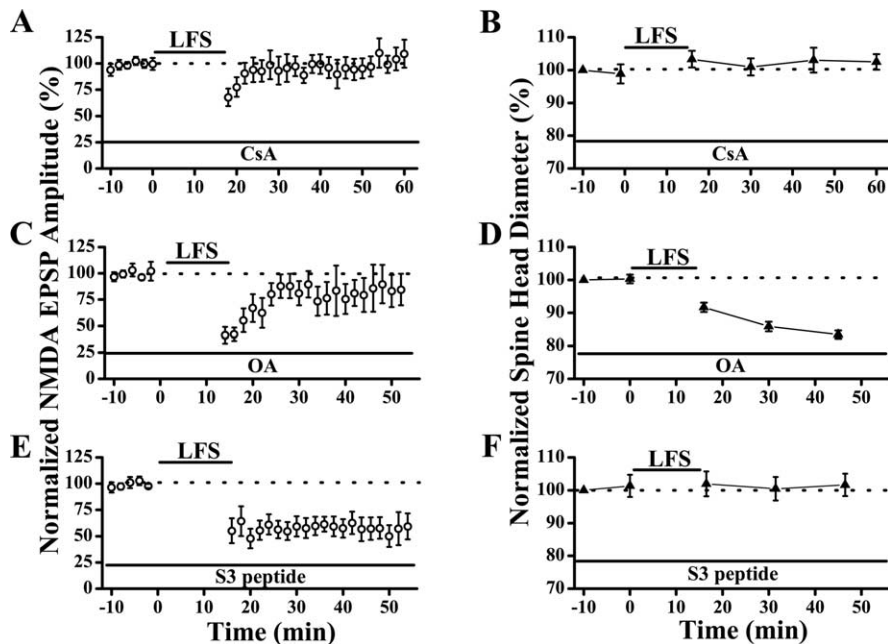 A
Normalized NMDA EPSP Amplitude (%)
125
100
75
50
25
0
LFS
CsA
-10 0 10 20 30 40 50 60
B
Normalized Spine Head Diameter (%)
110
100
90
80
70
LFS
CsA
-10 0 10 20 30 40 50 60
C
125
100
75
50
25
0
LFS
OA
-10 0 10 20 30 40 50
D
110
100
90
80
70
LFS
OA
-10 0 10 20 30 40 50
E
125
100
75
50
25
0
LFS
S3 peptide
-10 0 10 20 30 40 50
Time (min)
F
110
100
90
80
70
LFS
S3 peptide
-10 0 10 20 30 40 50
Time (min)